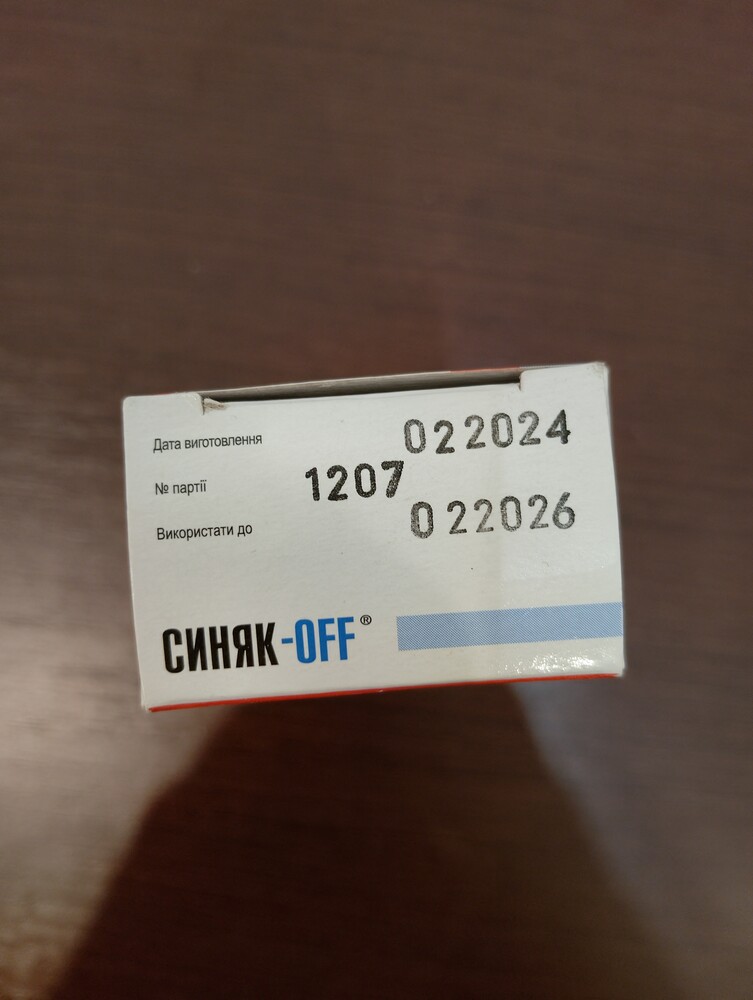 Дата виготовлення 022024
№ партії 1207
Використати до 022026
СИНЯК-OFF®